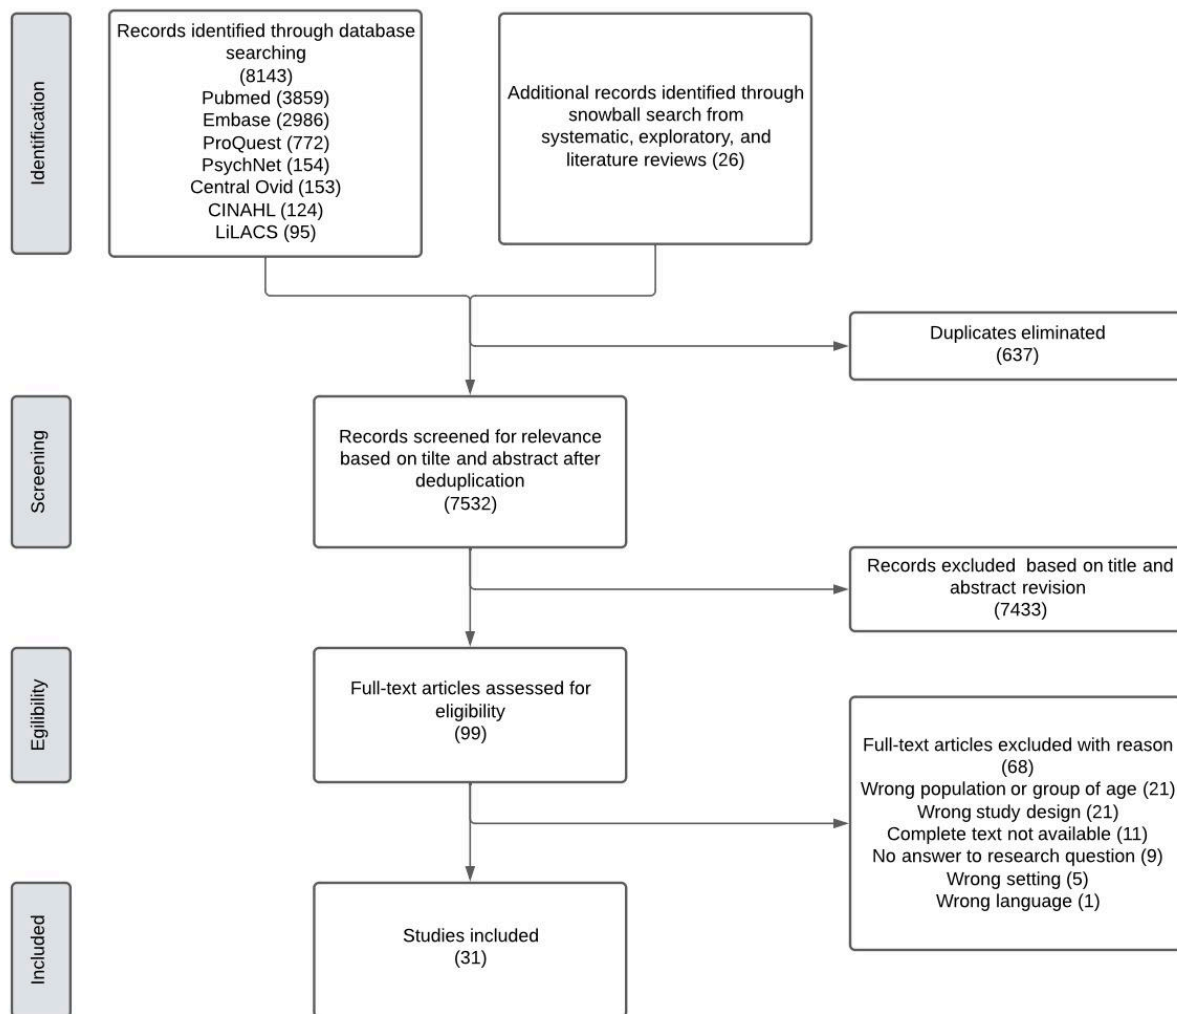 Identification
Records identified through database
searching
(8143)
Pubmed (3859)
Embase (2986)
ProQuest (772)
PsychNet (154)
Central Ovid (153)
CINAHL (124)
LiLACS (95)
Additional records identified through
snowball search from
systematic, exploratory, and
literature reviews (26)
Duplicates eliminated
(637)
Screening
Records screened for relevance
based on tilte and abstract after
deduplication
(7532)
Records excluded based on title and
abstract revision
(7433)
Egilibility
Full-text articles assessed for
eligibility
(99)
Full-text articles excluded with reason
(68)
Wrong population or group of age (21)
Wrong study design (21)
Complete text not available (11)
No answer to research question (9)
Wrong setting (5)
Wrong language (1)
Included
Studies included
(31)